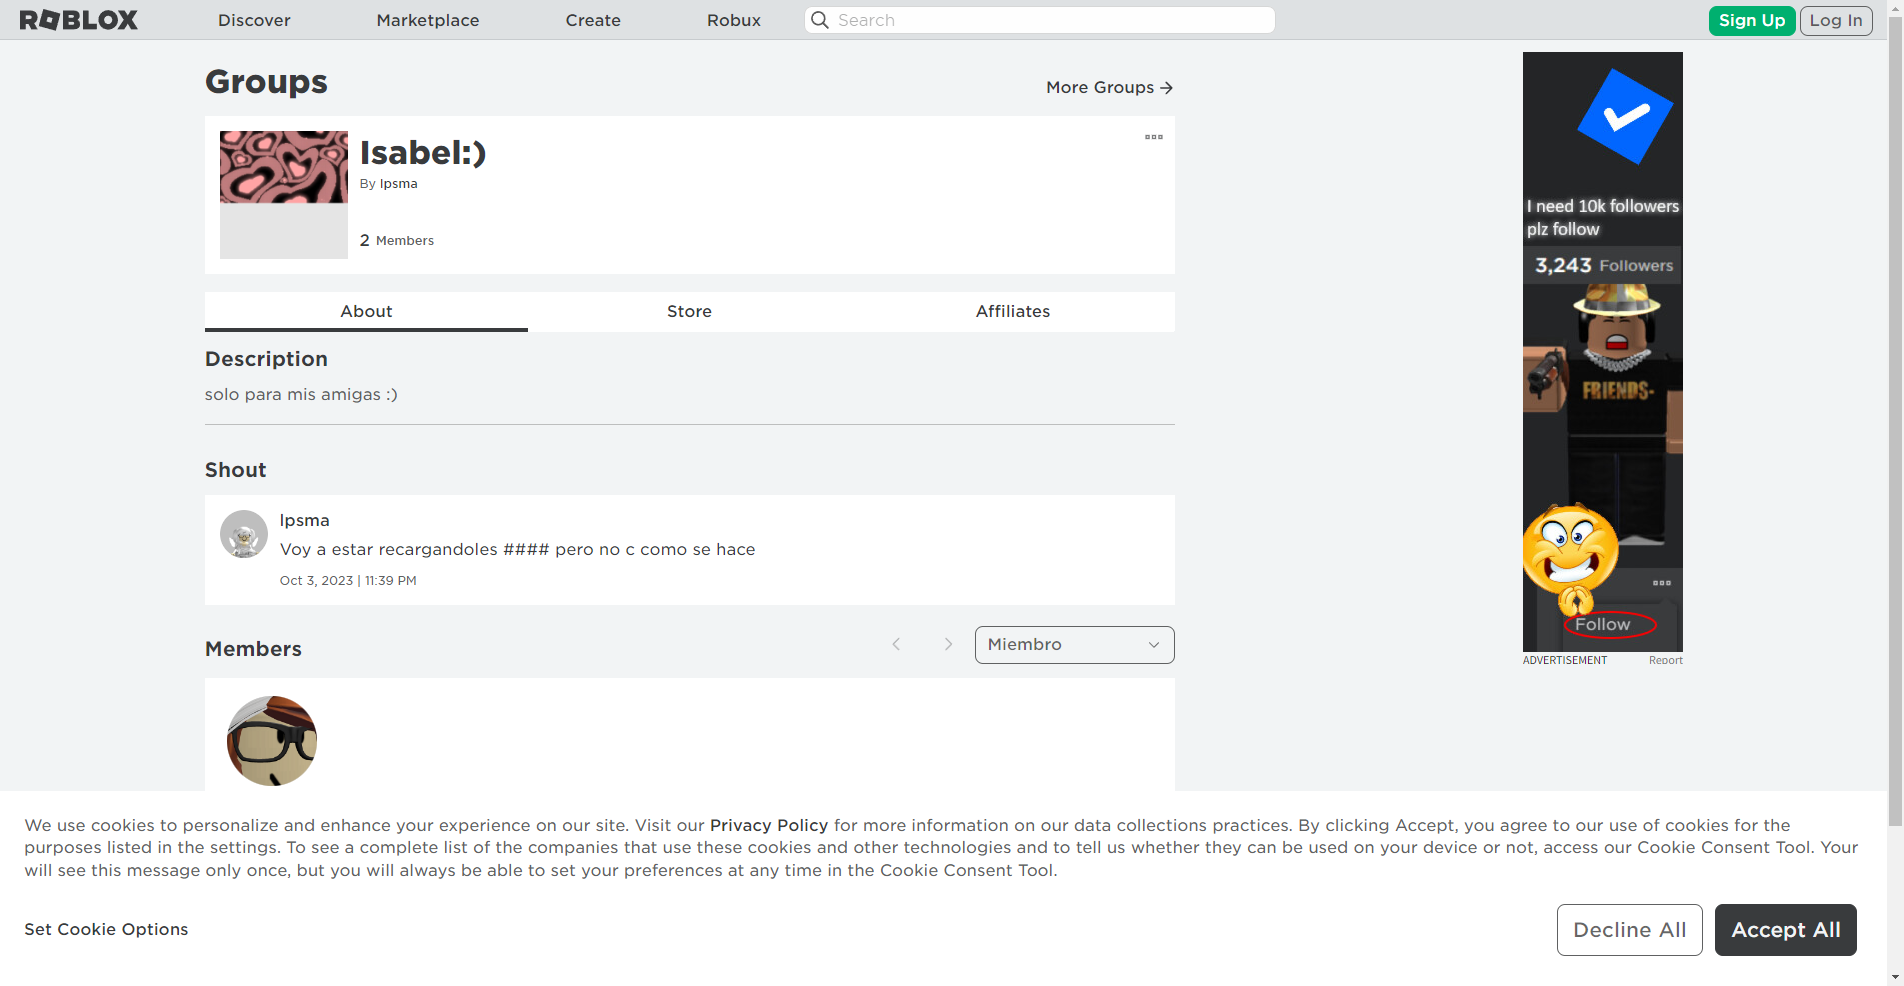 ROBLOX
Discover
Marketplace
Create
Robux
Search
Sign Up
Log In
Groups
More Groups
Isabel:)
By Ipsma
2 Members
About
Store
Affiliates
Description
solo para mis amigas :)
Shout
Ipsma
Voy a estar recargandoles #### pero no c como se hace
Oct 3, 2023 | 11:39 PM
Members
Miembro
I need 10k followers
plz follow
3,243 Followers
FRIENDS-
Follow
ADVERTISEMENT
Report
We use cookies to personalize and enhance your experience on our site. Visit our Privacy Policy for more information on our data collections practices. By clicking Accept, you agree to our use of cookies for the
purposes listed in the settings. To see a complete list of the companies that use these cookies and other technologies and to tell us whether they can be used on your device or not, access our Cookie Consent Tool. Your
will see this message only once, but you will always be able to set your preferences at any time in the Cookie Consent Tool.
Set Cookie Options
Decline All
Accept All